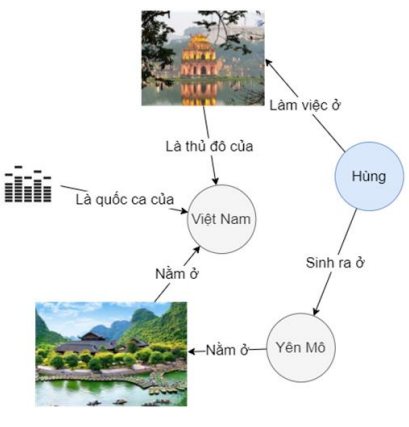 Làm việc ở
Là thủ đô của
Hùng
Là quốc ca của
Việt Nam
Sinh ra ở
Nằm ở
Nằm ở
Yên Mô